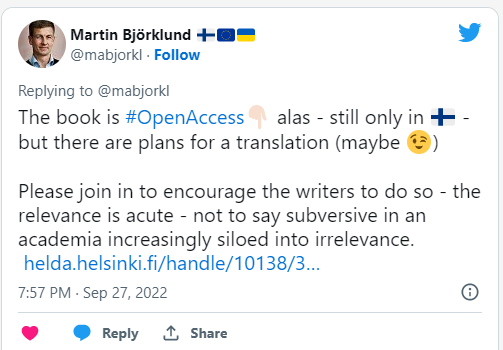 Martin Björklund 🇫🇮🇪🇺🇺🇦
@mabjorkl · Follow
Replying to @mabjorkl
The book is #OpenAccess👇🏻 alas - still only in 🇫🇮 -
but there are plans for a translation (maybe 😉)
Please join in to encourage the writers to do so - the
relevance is acute - not to say subversive in an
academia increasingly siloed into irrelevance.
helda.helsinki.fi/handle/10138/3…
7:57 PM · Sep 27, 2022
Reply Share